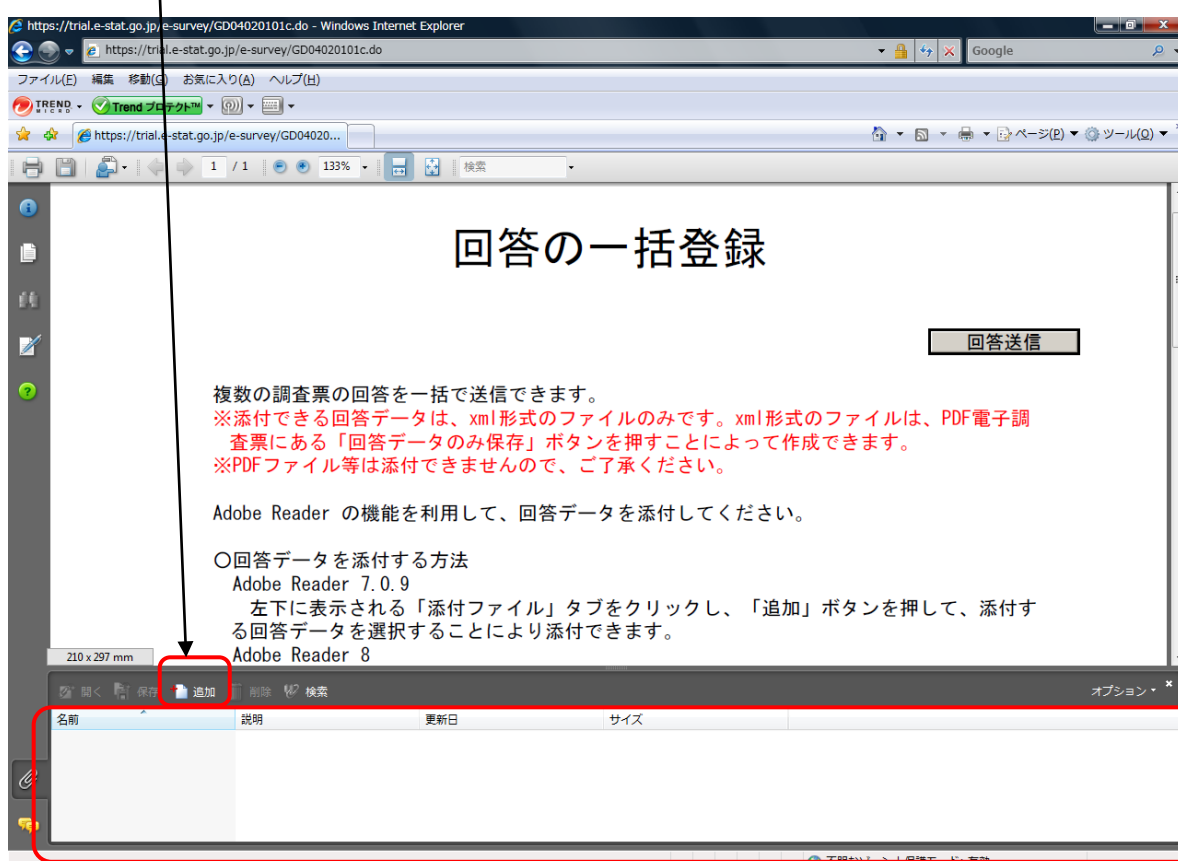 https://trial.e-stat.go.jp/e-survey/GD04020101c.do - Windows Internet Explorer
https://trial.e-stat.go.jp/e-survey/GD04020101c.do
Google
ファイル(F) 編集 移動(G) お気に入り(A) ヘルプ(H)
TREND MICRO Trend プロテクト™
https://trial.e-stat.go.jp/e-survey/GD04020...
ページ(P) ツール(O)
1 / 1 133% 検索
回答の一括登録
回答送信
複数の調査票の回答を一括で送信できます。
※添付できる回答データは、xml形式のファイルのみです。xml形式のファイルは、PDF電子調
査票にある「回答データのみ保存」ボタンを押すことによって作成できます。
※PDFファイル等は添付できませんので、ご了承ください。
Adobe Reader の機能を利用して、回答データを添付してください。
○回答データを添付する方法
Adobe Reader 7.0.9
左下に表示される「添付ファイル」タブをクリックし、「追加」ボタンを押して、添付す
る回答データを選択することにより添付できます。
Adobe Reader 8
210 x 297 mm
開く 保存 追加 削除 検索 オプション
名前 説明 更新日 サイズ